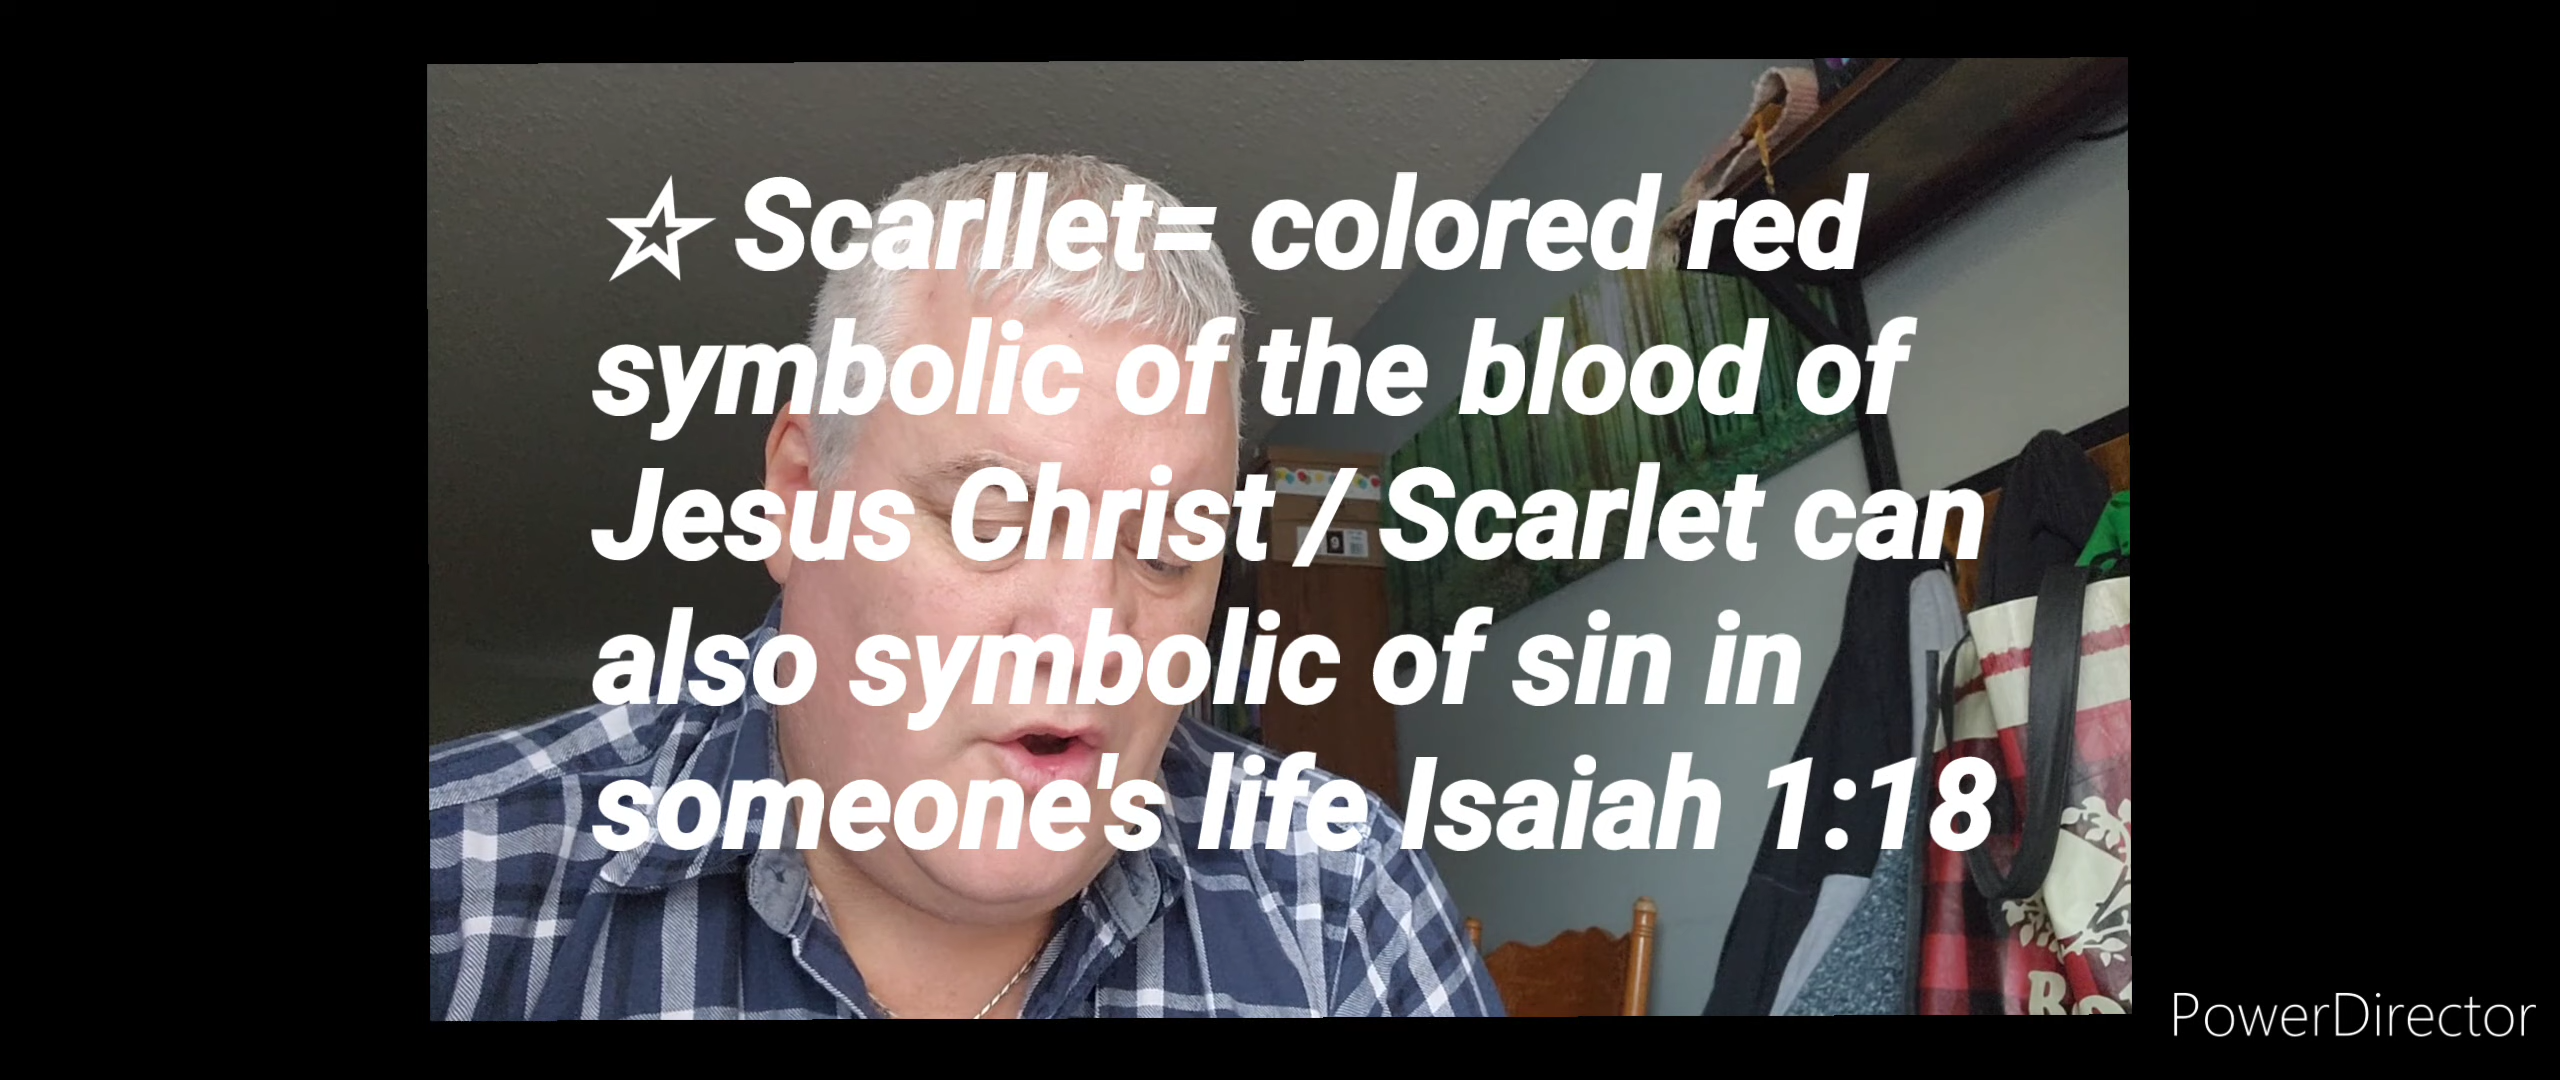 ☆ Scarllet= colored red
symbolic of the blood of
Jesus Christ / Scarlet can
also symbolic of sin in
someone's life Isaiah 1:18
PowerDirector